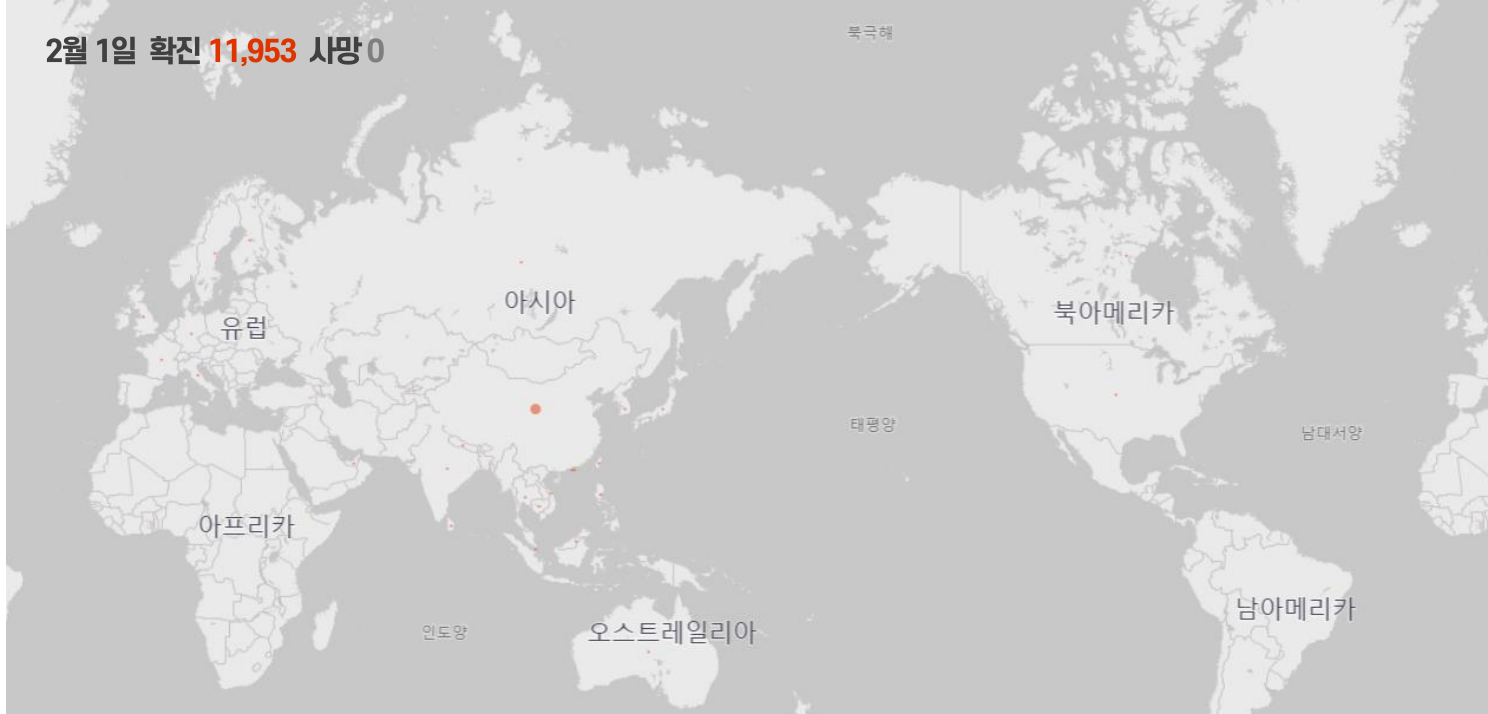 2월 1일 확진 11,953 사망 0
북극해
아시아
북아메리카
유럽
태평양
남대서양
아프리카
남아메리카
인도양
오스트레일리아